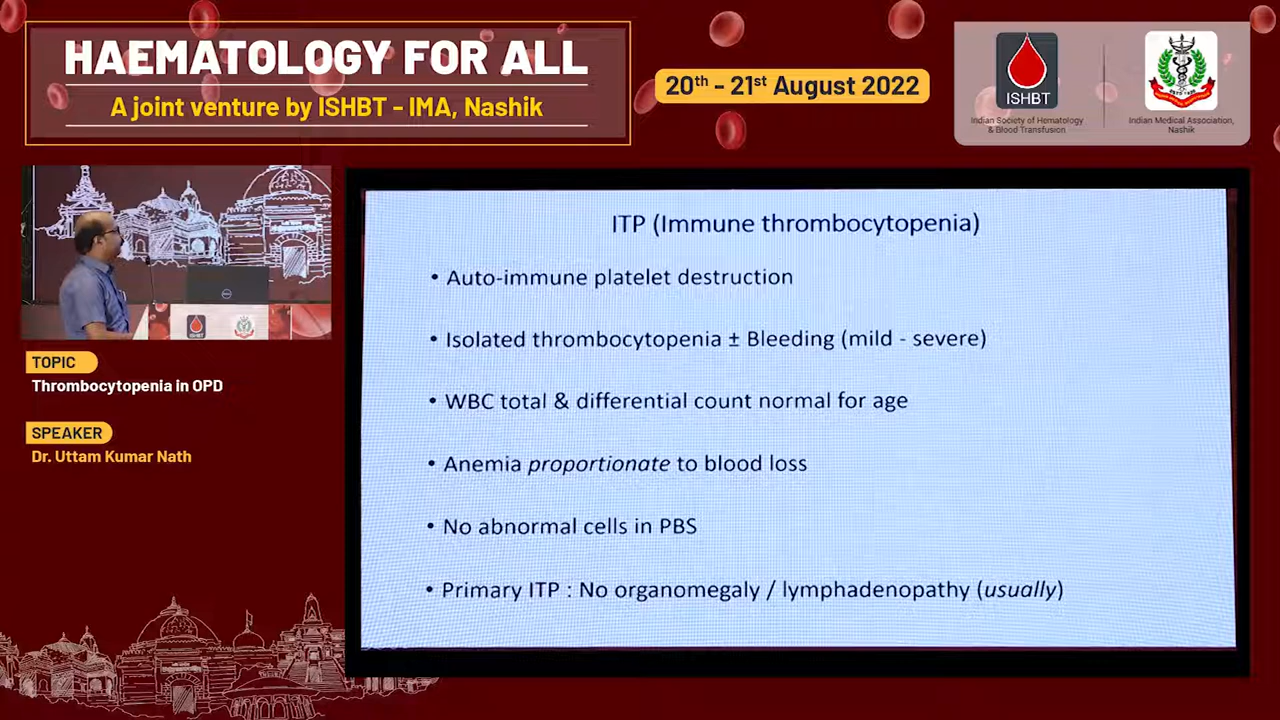 HAEMATOLOGY FOR ALL
A joint venture by ISHBT - IMA, Nashik
20th - 21st August 2022
ISHBT
Indian Society of Hematology
& Blood Transfusion
Indian Medical Association,
Nashik
TOPIC
Thrombocytopenia in OPD
SPEAKER
Dr. Uttam Kumar Nath
ITP (Immune thrombocytopenia)
• Auto-immune platelet destruction
• Isolated thrombocytopenia ± Bleeding (mild - severe)
• WBC total & differential count normal for age
• Anemia proportionate to blood loss
• No abnormal cells in PBS
• Primary ITP : No organomegaly / lymphadenopathy (usually)